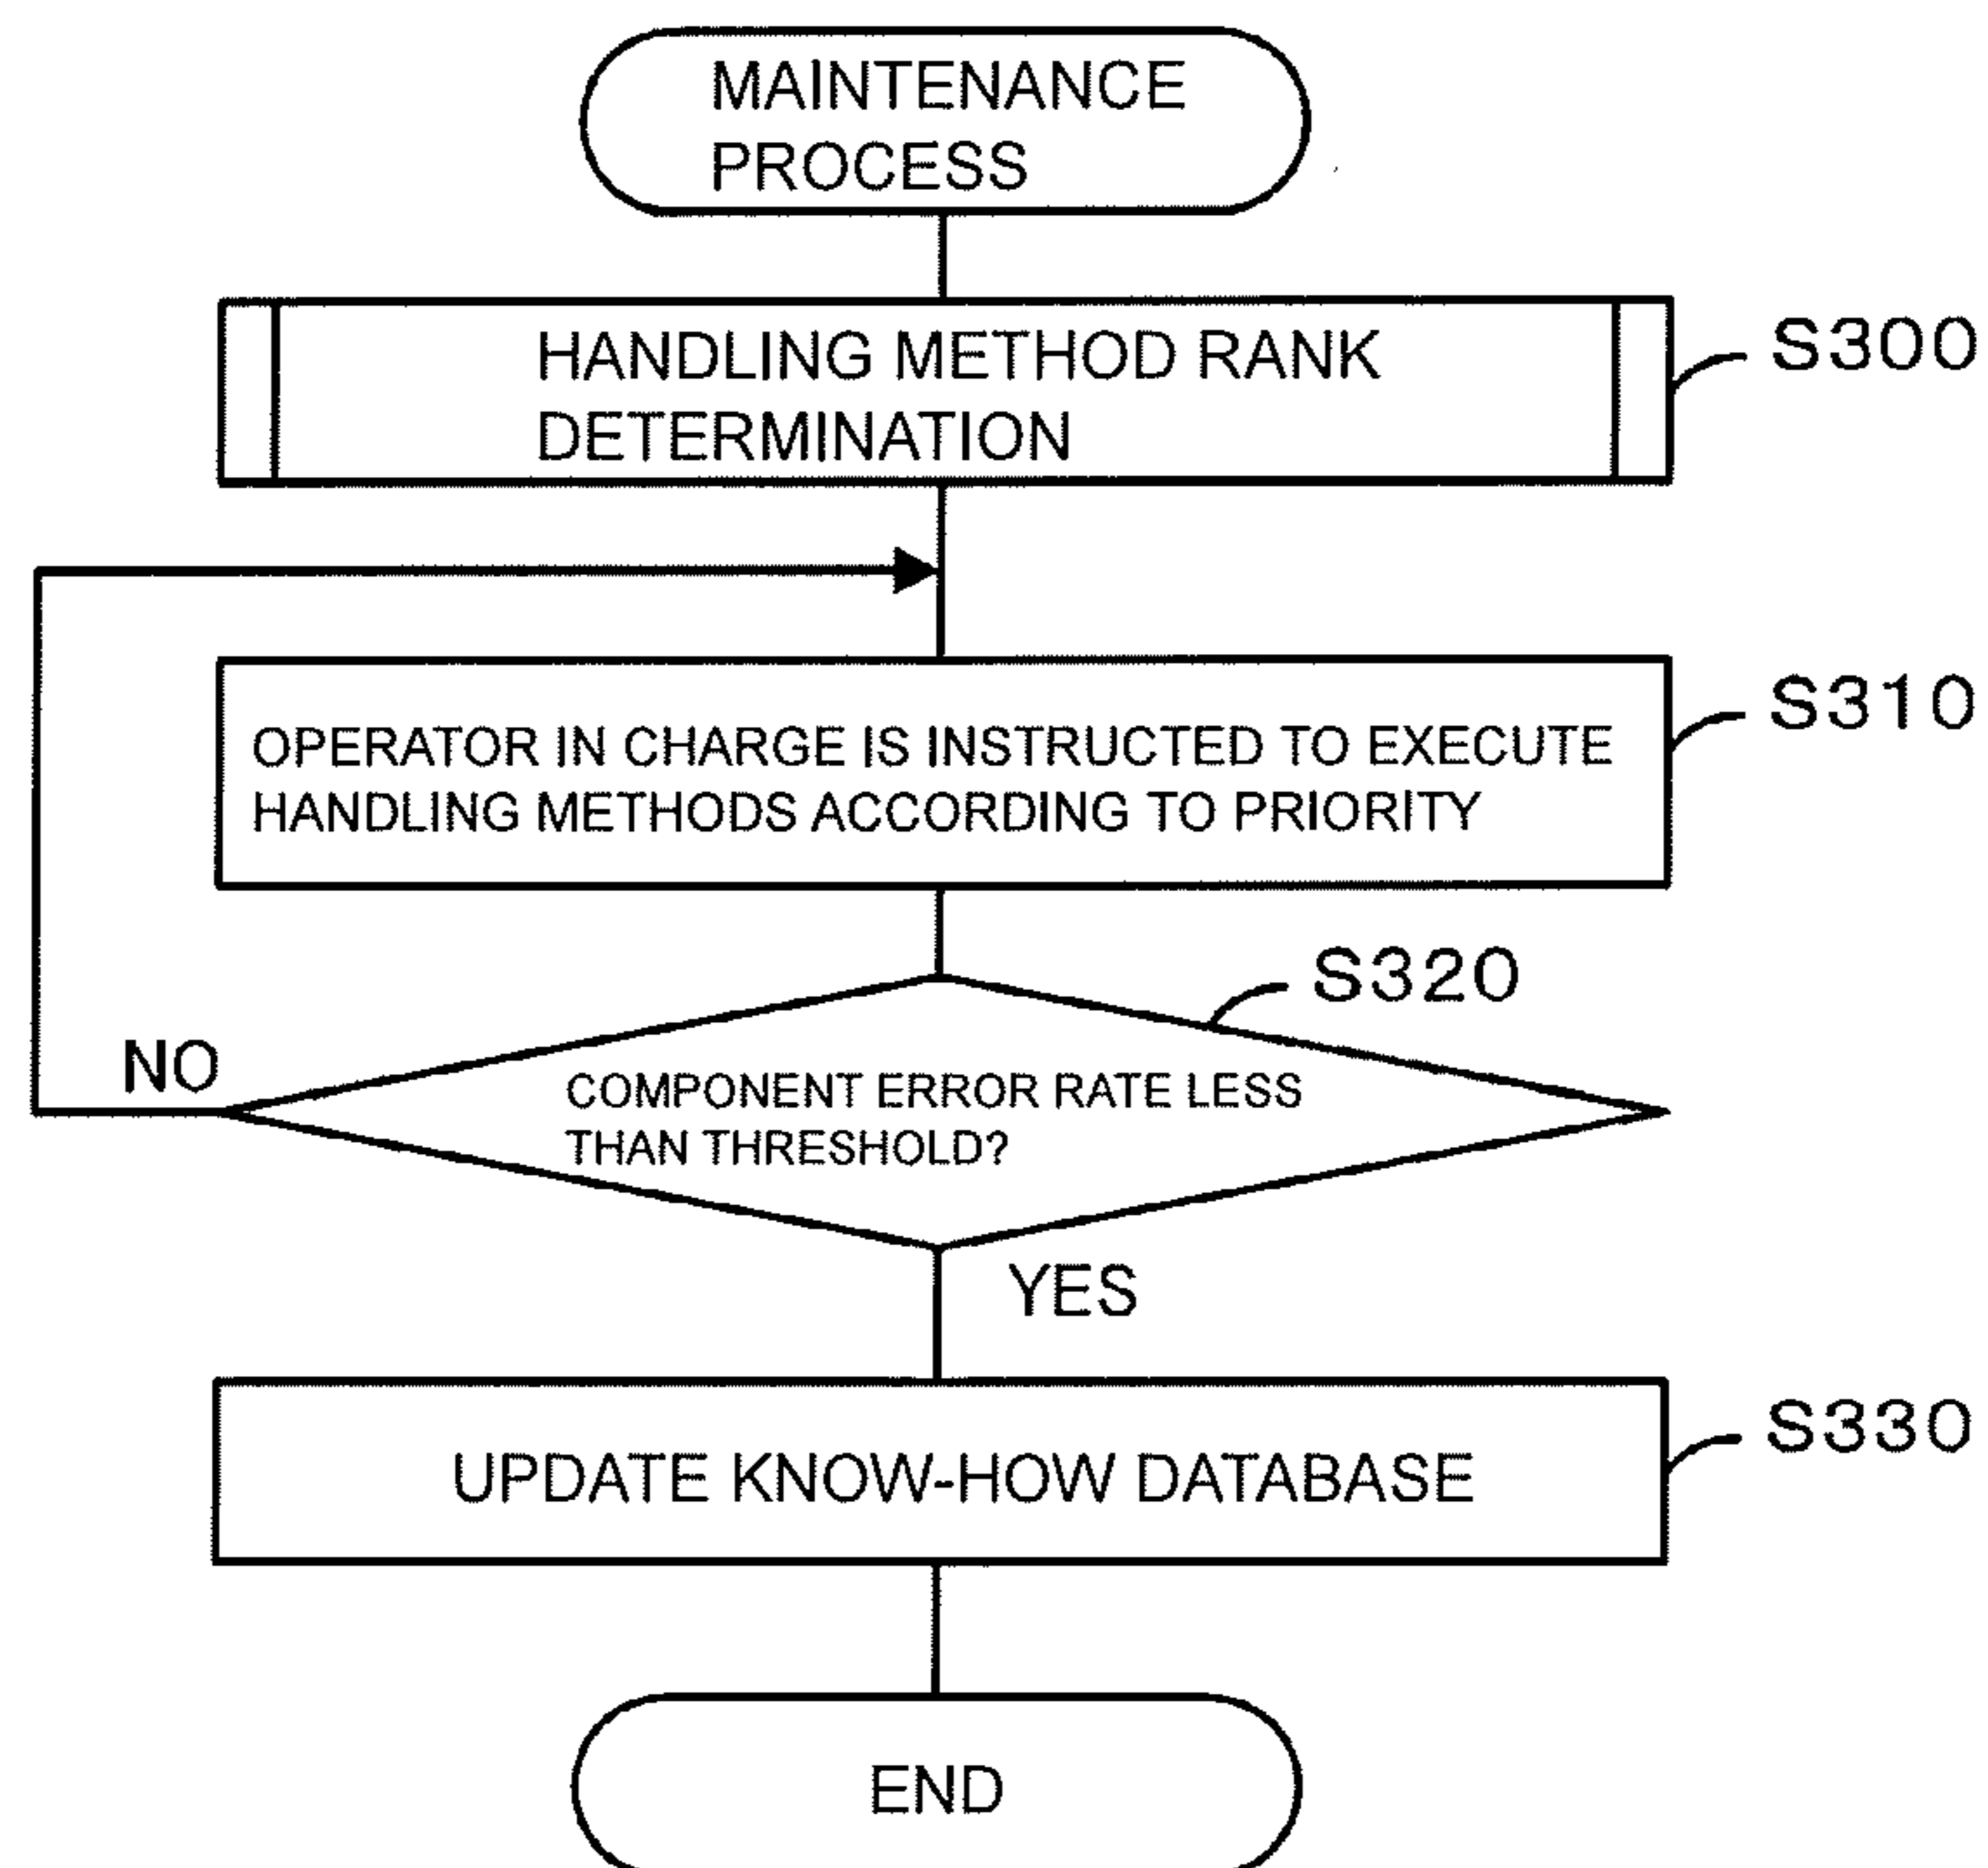 MAINTENANCE
PROCESS
HANDLING METHOD RANK
DETERMINATION
S300
OPERATOR IN CHARGE IS INSTRUCTED TO EXECUTE
HANDLING METHODS ACCORDING TO PRIORITY
S310
S320
NO
COMPONENT ERROR RATE LESS
THAN THRESHOLD?
YES
UPDATE KNOW-HOW DATABASE
S330
END